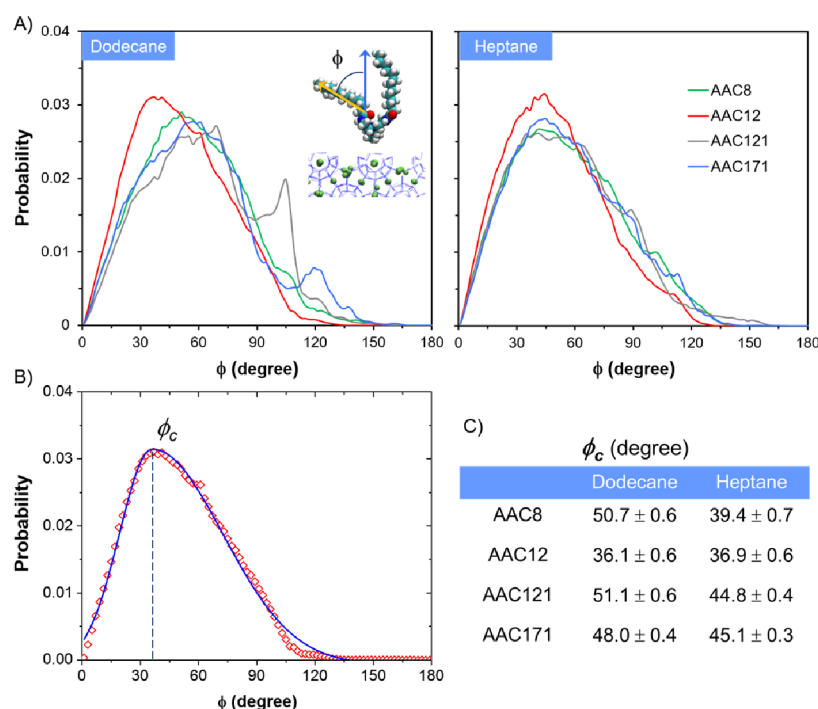 A)
Dodecane
Heptane
0.04
0.03
0.02
0.01
0
Probability
ϕ
AAC8
AAC12
AAC121
AAC171
0 30 60 90 120 150 180
ϕ (degree)
0 30 60 90 120 150 180
ϕ (degree)
B)
0.04
0.03
0.02
0.01
0.00
Probability
ϕc
0 30 60 90 120 150 180
ϕ (degree)
C)
ϕc (degree)
Dodecane Heptane
AAC8 50.7 ± 0.6 39.4 ± 0.7
AAC12 36.1 ± 0.6 36.9 ± 0.6
AAC121 51.1 ± 0.6 44.8 ± 0.4
AAC171 48.0 ± 0.4 45.1 ± 0.3